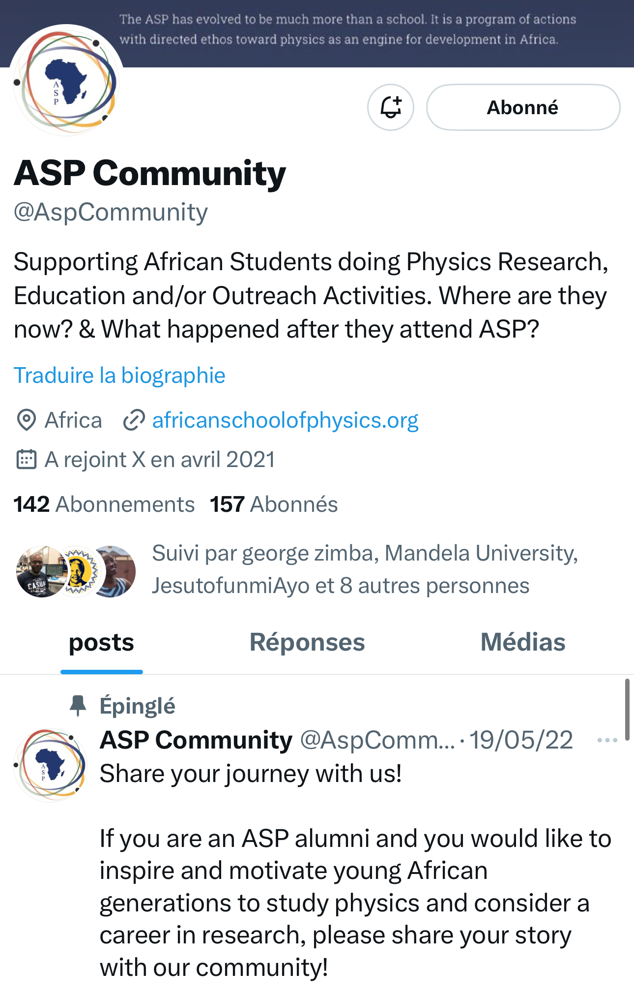 The ASP has evolved to be much more than a school. It is a program of actions
with directed ethos toward physics as an engine for development in Africa.
A
S
P
Abonné
ASP Community
@AspCommunity
Supporting African Students doing Physics Research,
Education and/or Outreach Activities. Where are they
now? & What happened after they attend ASP?
Traduire la biographie
Africa africanschoolofphysics.org
A rejoint X en avril 2021
142 Abonnements 157 Abonnés
Suivi par george zimba, Mandela University,
JesutofunmiAyo et 8 autres personnes
posts Réponses Médias
Épinglé
ASP Community @AspComm... · 19/05/22
A
S
P
Share your journey with us!
If you are an ASP alumni and you would like to
inspire and motivate young African
generations to study physics and consider a
career in research, please share your story
with our community!